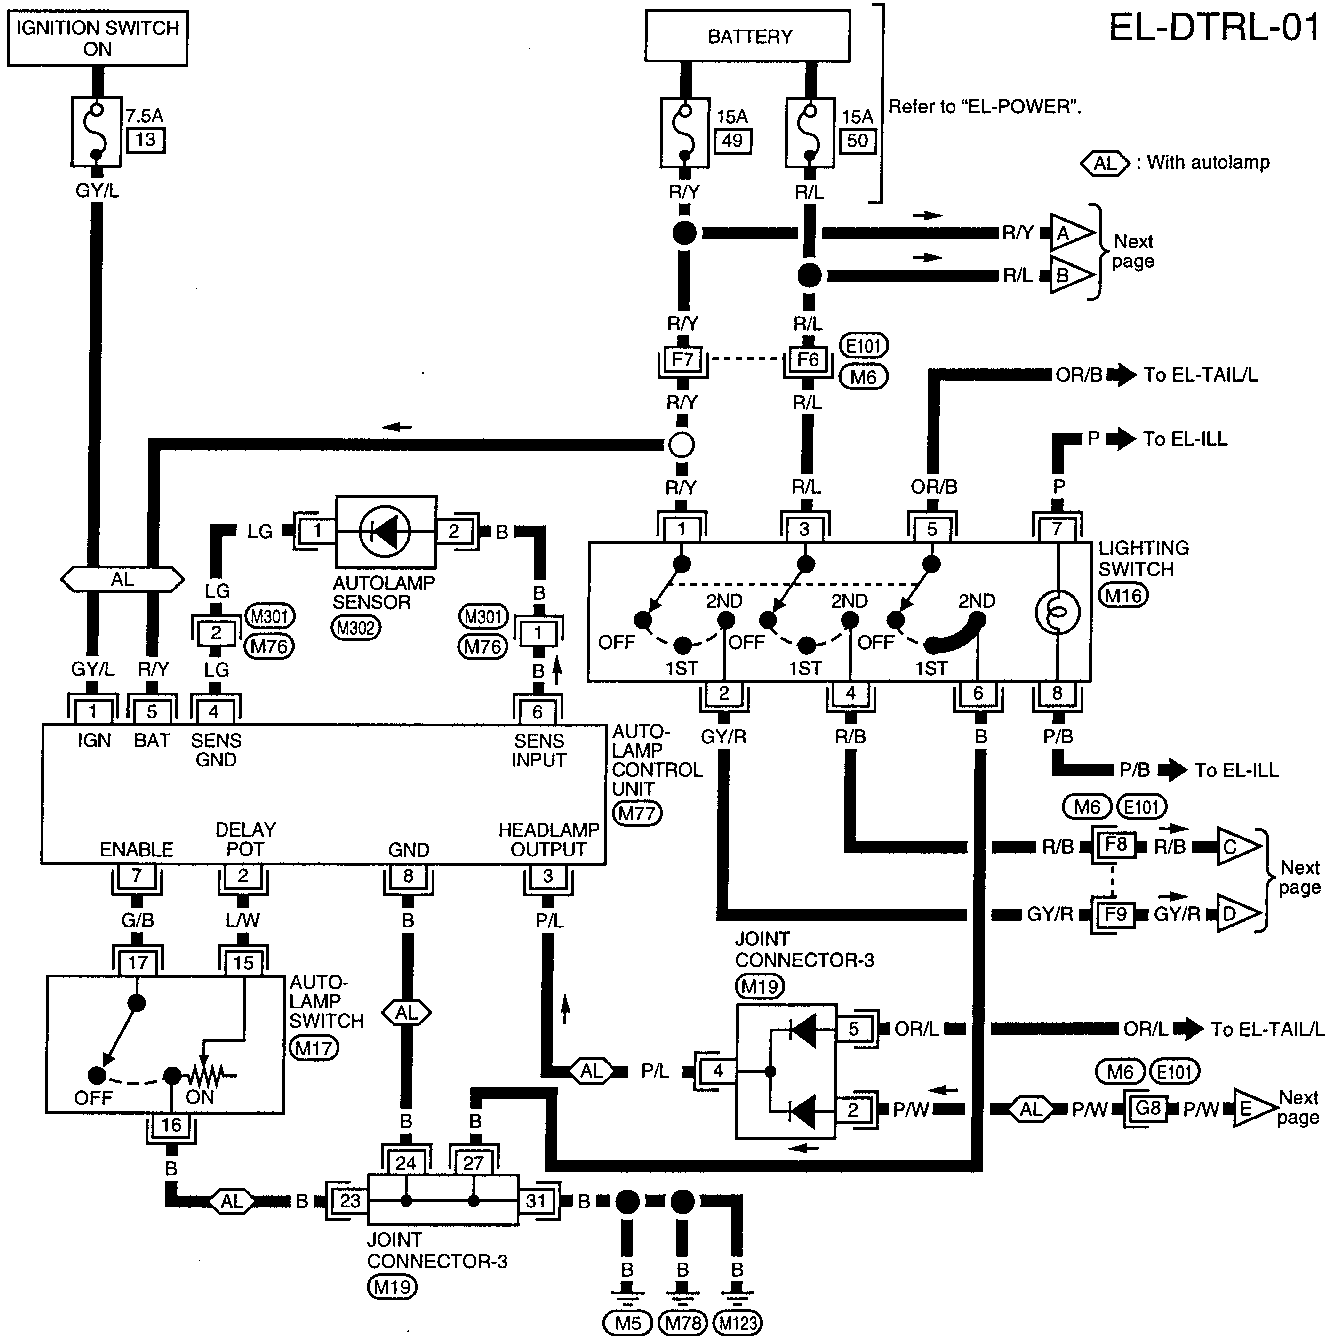 EL-DTRL-01
IGNITION SWITCH
ON
BATTERY
7.5A
13
15A
49
15A
50
Refer to "EL-POWER".
AL : With autolamp
GY/L
R/Y
R/L
R/Y A
R/L B
Next
page
R/Y
R/L
F7
F6
E101
M6
R/Y
R/L
OR/B To EL-TAIL/L
P To EL-ILL
R/Y
R/L
OR/B
P
1
3
5
7
LIGHTING
SWITCH
M16
OFF
1ST
2ND
OFF
1ST
2ND
OFF
1ST
2ND
2
4
6
8
GY/R
R/B
B
P/B
P/B To EL-ILL
LG
1
2
B
AUTOLAMP
SENSOR
M302
AL
LG
M301
2
M76
LG
B
M301
1
M76
B
GY/L
R/Y
1
5
4
6
IGN
BAT
SENS
GND
SENS
INPUT
AUTO-
LAMP
CONTROL
UNIT
M77
ENABLE
DELAY
POT
GND
HEADLAMP
OUTPUT
7
2
8
3
G/B
L/W
B
P/L
M6 E101
R/B F8 R/B C
GY/R F9 GY/R D
Next
page
17
15
AUTO-
LAMP
SWITCH
M17
OFF
ON
16
B
AL
B
AL
P/L
JOINT
CONNECTOR-3
M19
4
5
2
OR/L
OR/L To EL-TAIL/L
M6 E101
P/W AL P/W G8 P/W E
Next
page
B
24
27
B
AL
B
23
31
B
JOINT
CONNECTOR-3
M19
B
B
B
M5
M78
M123